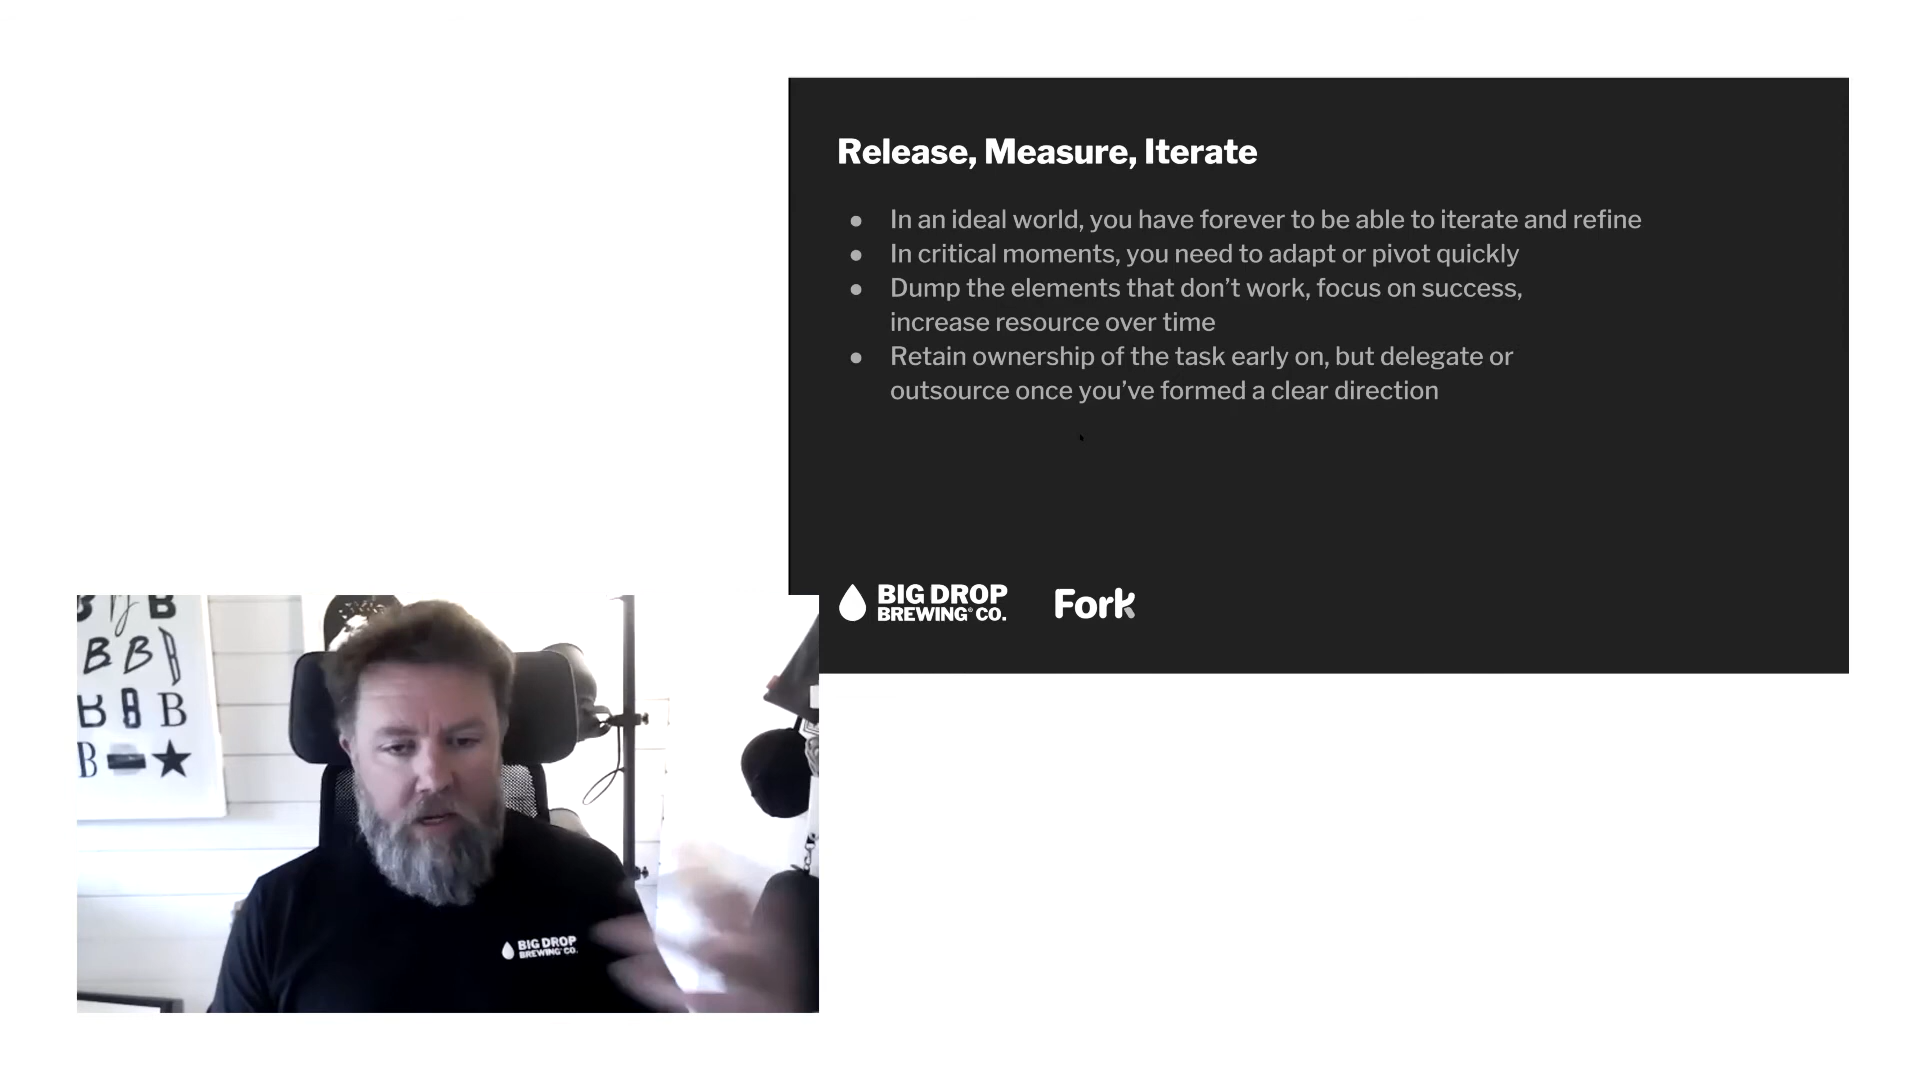 Release, Measure, Iterate
● In an ideal world, you have forever to be able to iterate and refine
● In critical moments, you need to adapt or pivot quickly
● Dump the elements that don’t work, focus on success,
increase resource over time
● Retain ownership of the task early on, but delegate or
outsource once you’ve formed a clear direction
BIG DROP
BREWING® CO.
Fork
B B
B B
B B
B
BIG DROP
BREWING® CO.